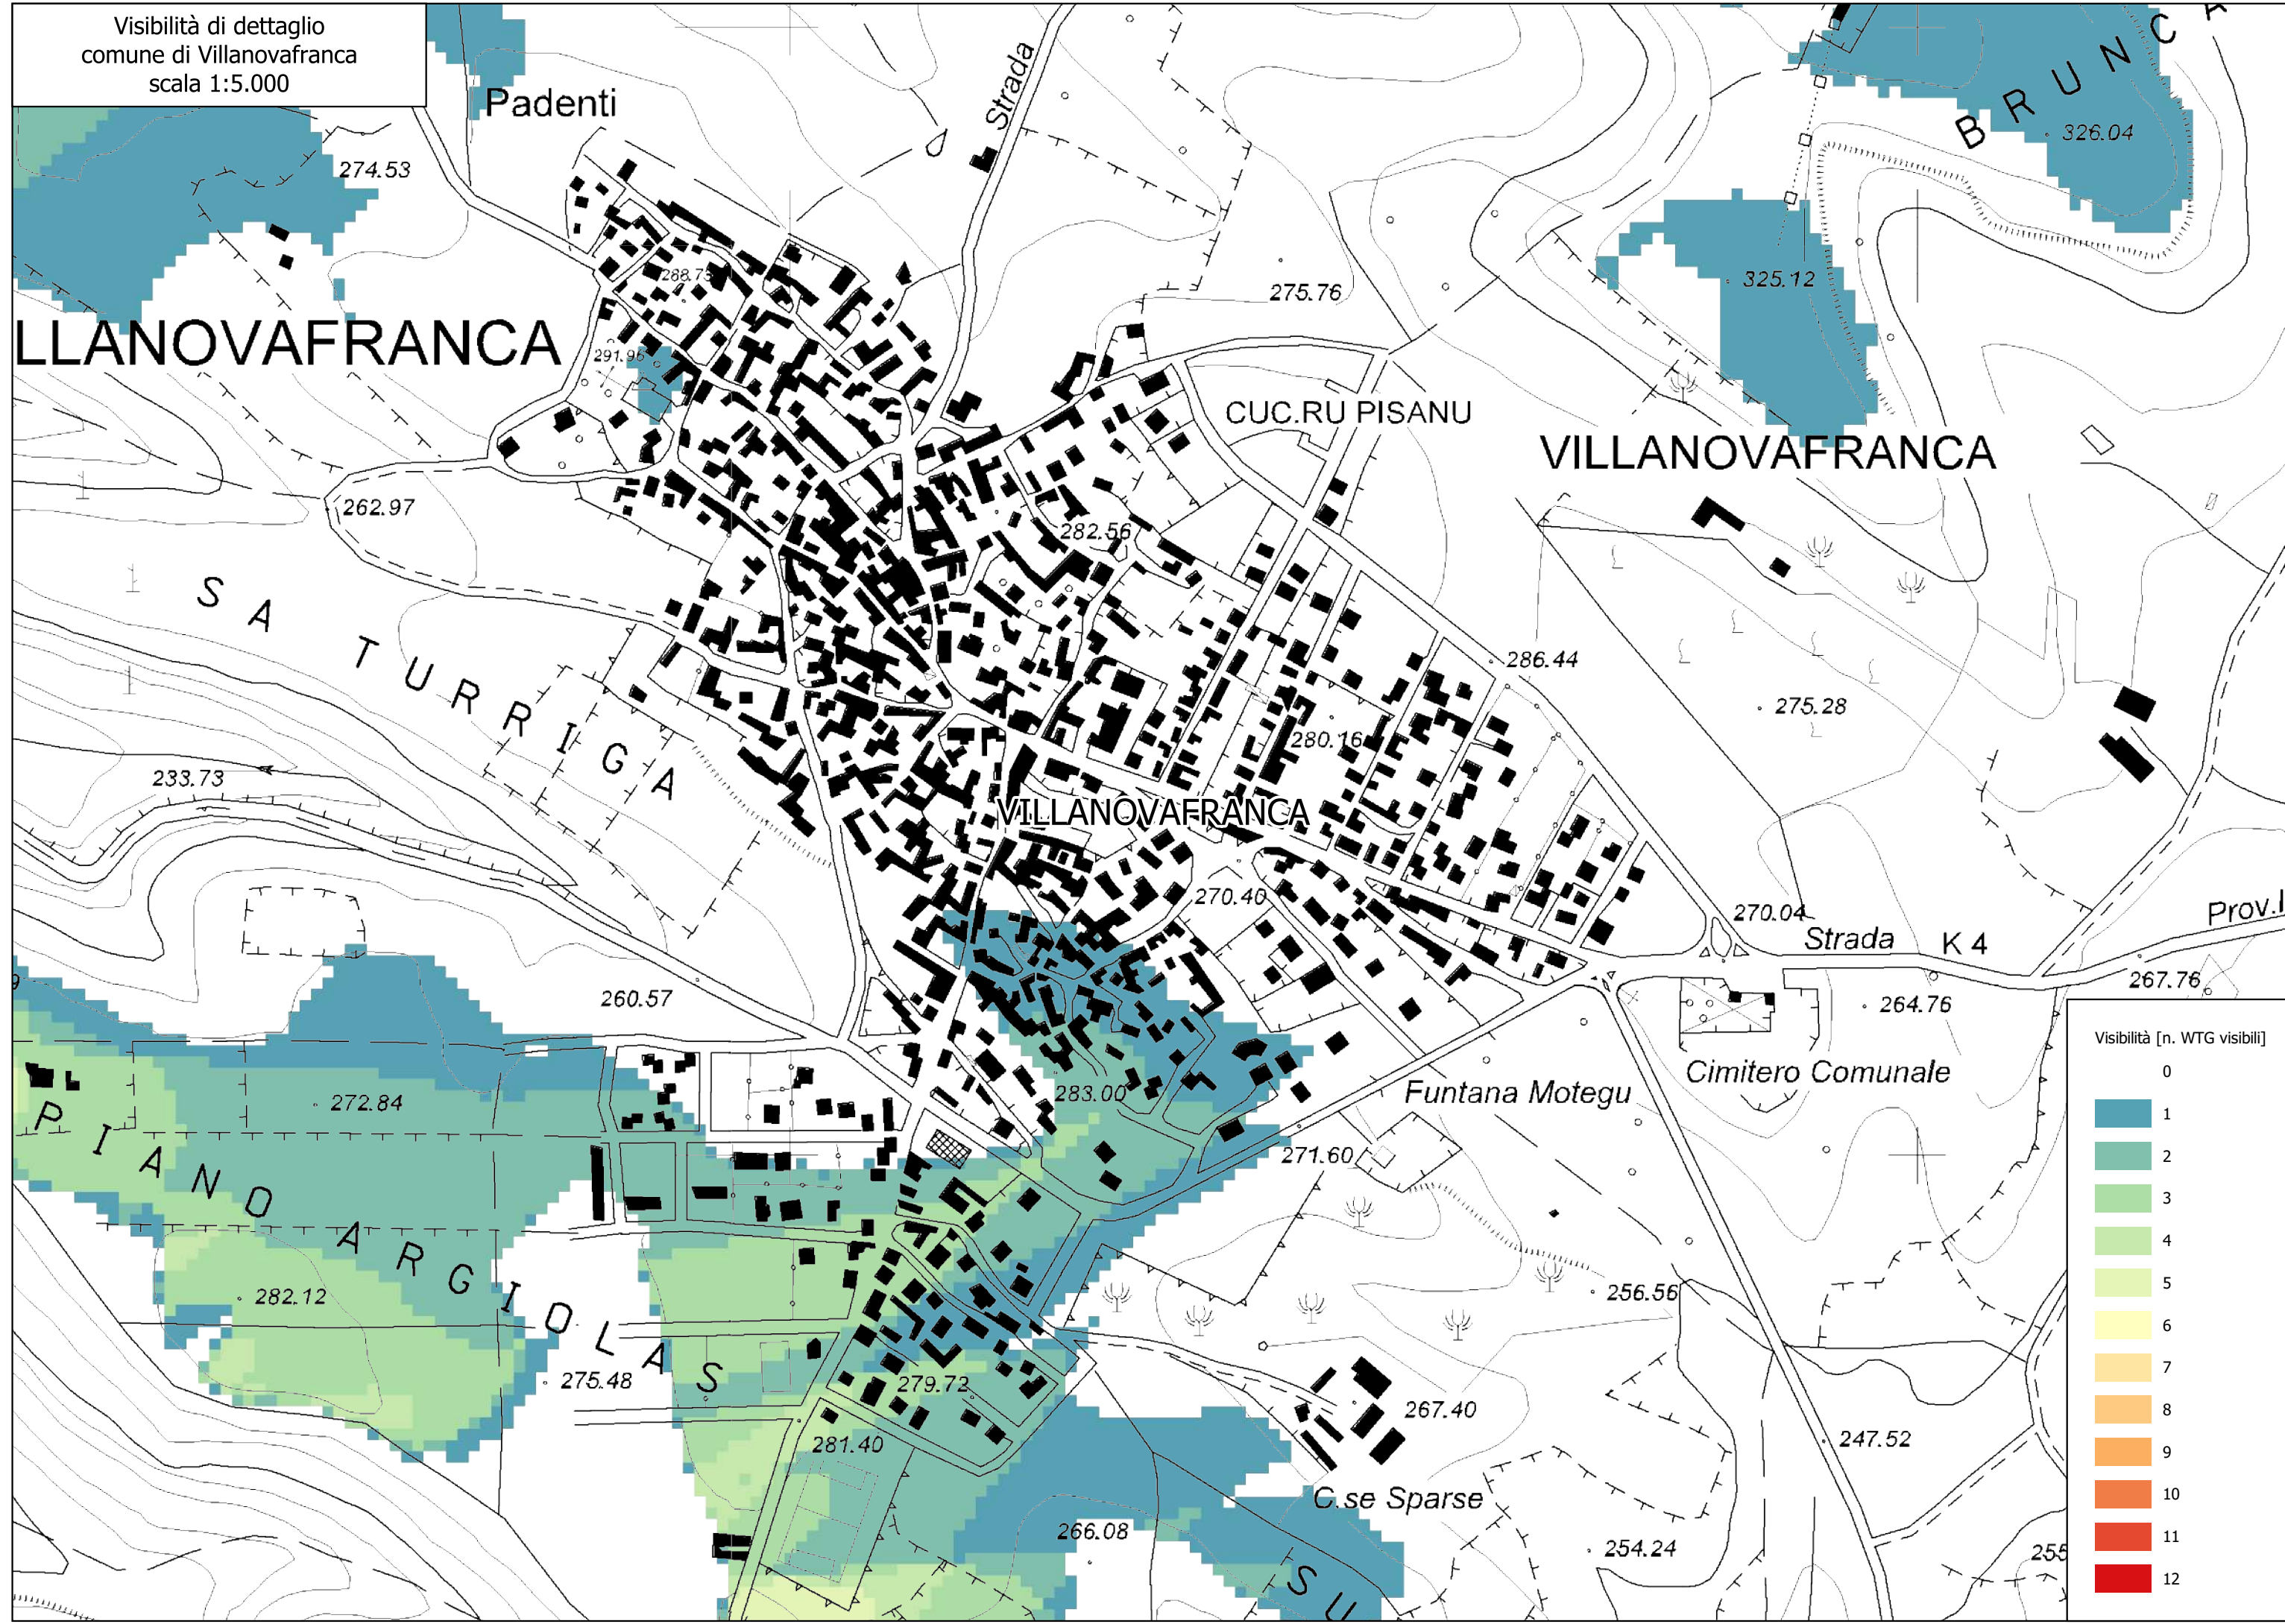 Visibilità di dettaglio
comune di Villanovafranca
scala 1:5.000
Padenti
Strada
BRUNCA
326.04
274.53
288.73
325.12
275.76
LLANOVAFRANCA
291.96
CUC.RU PISANU
VILLANOVAFRANCA
262.97
282.56
SA TURRIGA
286.44
275.28
280.16
233.73
VILLANOVAFRANCA
270.40
270.04
Strada K 4
Prov.l
267.76
260.57
264.76
Cimitero Comunale
Funtana Motegu
272.84
283.00
271.60
PIANO ARGIOLAS
282.12
256.56
275.48
279.72
267.40
281.40
247.52
C.se Sparse
266.08
254.24
255
SU
Visibilità [n. WTG visibili]
0
1
2
3
4
5
6
7
8
9
10
11
12